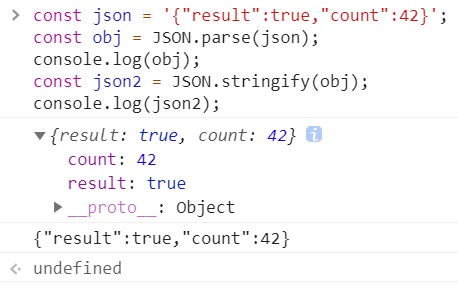 const json = '{"result":true,"count":42}';
const obj = JSON.parse(json);
console.log(obj);
const json2 = JSON.stringify(obj);
console.log(json2);
{result: true, count: 42} i
count: 42
result: true
__proto__: Object
{"result":true,"count":42}
undefined